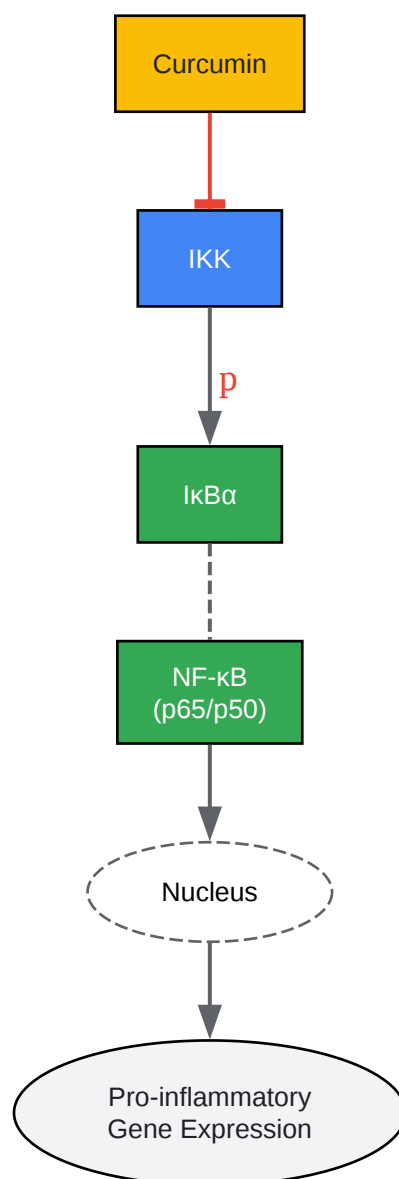 Curcumin
IKK
p
IκBα
NF-κB
(p65/p50)
Nucleus
Pro-inflammatory
Gene Expression